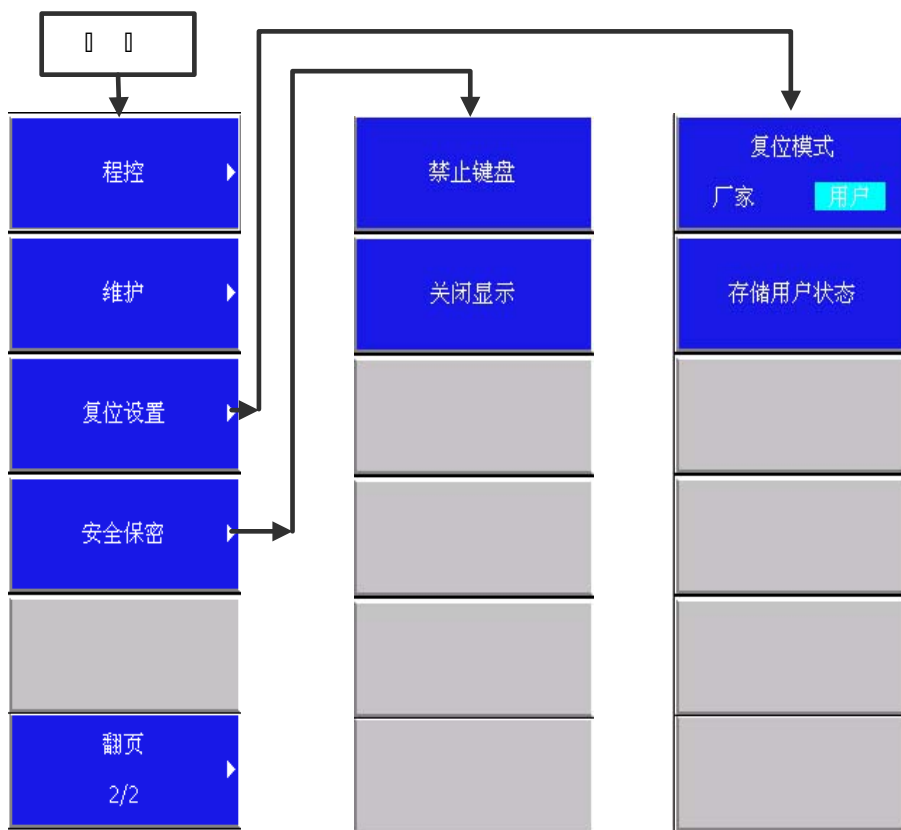 程控
维护
复位设置
安全保密
翻页
2/2
禁止键盘
关闭显示
复位模式
厂家 用户
存储用户状态